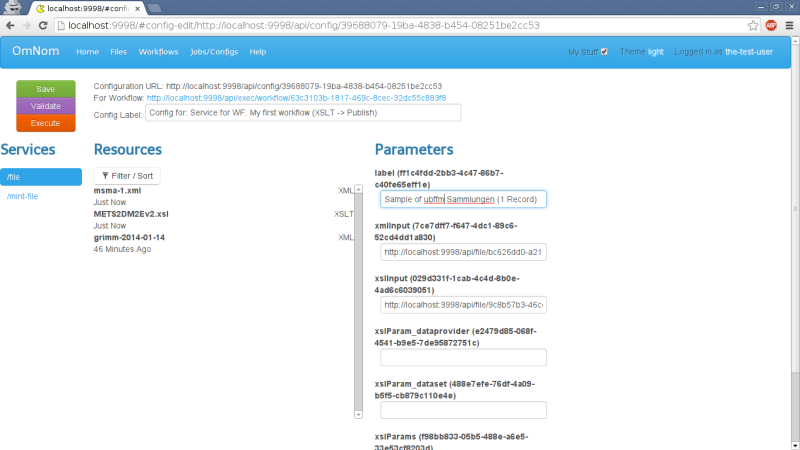 localhost:9998/#config
localhost:9998/#config-edit/http://localhost:9998/api/config/39688079-19ba-4838-b454-08251be2cc53
ABP
OmNom Home Files Workflows Jobs/Configs Help My Stuff Theme light Logged in as the-test-user
Save
Validate
Execute
Configuration URL: http://localhost:9998/api/config/39688079-19ba-4838-b454-08251be2cc53
For Workflow: http://localhost:9998/api/exec/workflow/63c3103b-1817-469c-8cec-32dc55c883f8
Config Label: Config for: Service for WF: My first workflow (XSLT -> Publish)
Services
/file
/mint-file
Resources
Filter / Sort
msma-1.xml XML
Just Now
METS2DM2Ev2.xsl XSLT
Just Now
grimm-2014-01-14 XML
46 Minutes Ago
Parameters
label (ff1c4fdd-2bb3-4c47-86b7-
c40fe65eff1e)
Sample of ubffm Sammlungen (1 Record)
xmlInput (7ce7dff7-f647-4dc1-89c6-
52cd4dd1a830)
http://localhost:9998/api/file/bc626dd0-a21
xslInput (029d331f-1cab-4c4d-8b0e-
4ad6c6039051)
http://localhost:9998/api/file/9c8b57b3-46cc
xslParam_dataprovider (e2479d85-068f-
4541-b9e5-7de95872751c)
xslParam_dataset (488e7efe-76df-4a09-
b5f5-cb879c110e4e)
xslParams (f98bb833-05b5-488e-a6e5-
33e53cf8203d)